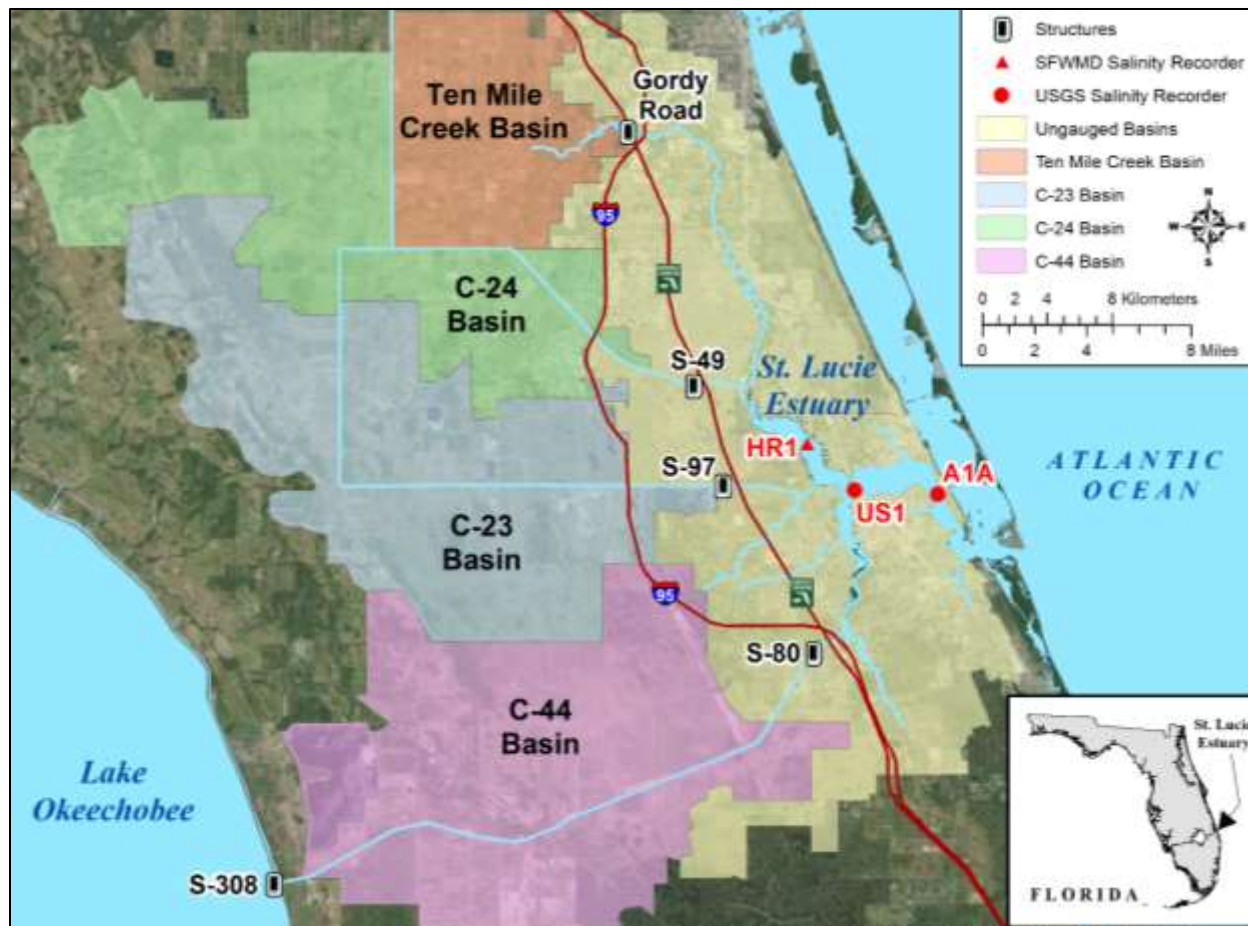 Ten Mile
Creek Basin
Gordy
Road
95
C-24
Basin
S-49
St. Lucie
Estuary
HR1
S-97
A1A
US1
ATLANTIC
OCEAN
C-23
Basin
95
S-80
C-44
Basin
Lake
Okeechobee
S-308
Structures
SFWMD Salinity Recorder
USGS Salinity Recorder
Ungauged Basins
Ten Mile Creek Basin
C-23 Basin
C-24 Basin
C-44 Basin
N
W E
S
0 2 4 8 Kilometers
0 2 4 8 Miles
St. Lucie
Estuary
FLORIDA